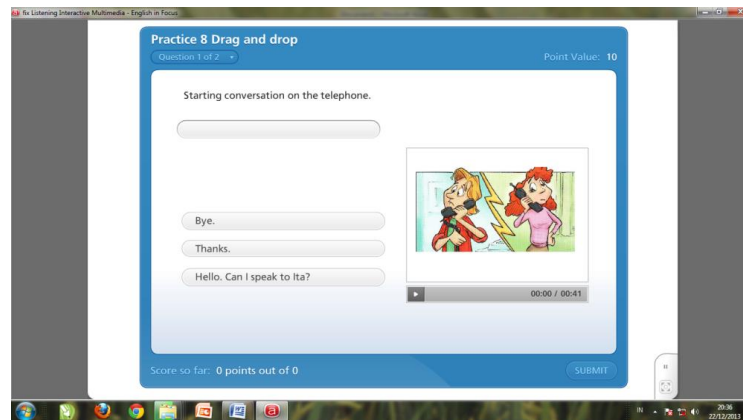 fix Listening Interactive Multimedia - English in Focus
Practice 8 Drag and drop
Question 1 of 2
Point Value: 10
Starting conversation on the telephone.
Bye.
Thanks.
Hello. Can I speak to Ita?
00:00 / 00:41
Score so far: 0 points out of 0
SUBMIT
IN
20:36
22/12/2013